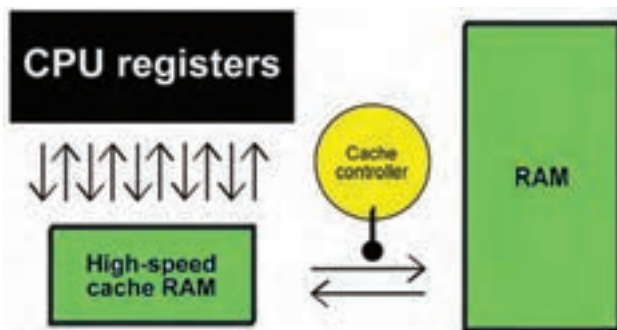 CPU registers
Cache
controller
RAM
High-speed
cache RAM